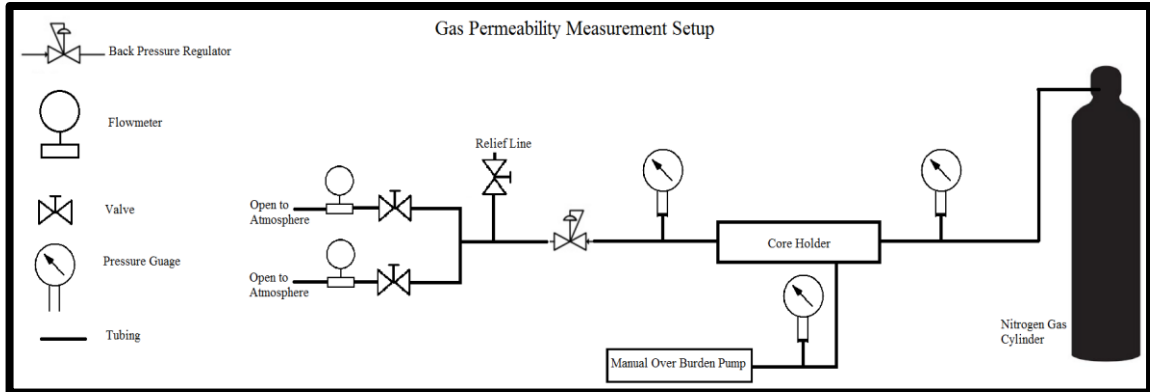 Gas Permeability Measurement Setup
Back Pressure Regulator
Flowmeter
Valve
Pressure Guage
Tubing
Relief Line
Open to
Atmosphere
Open to
Atmosphere
Core Holder
Manual Over Burden Pump
Nitrogen Gas
Cylinder